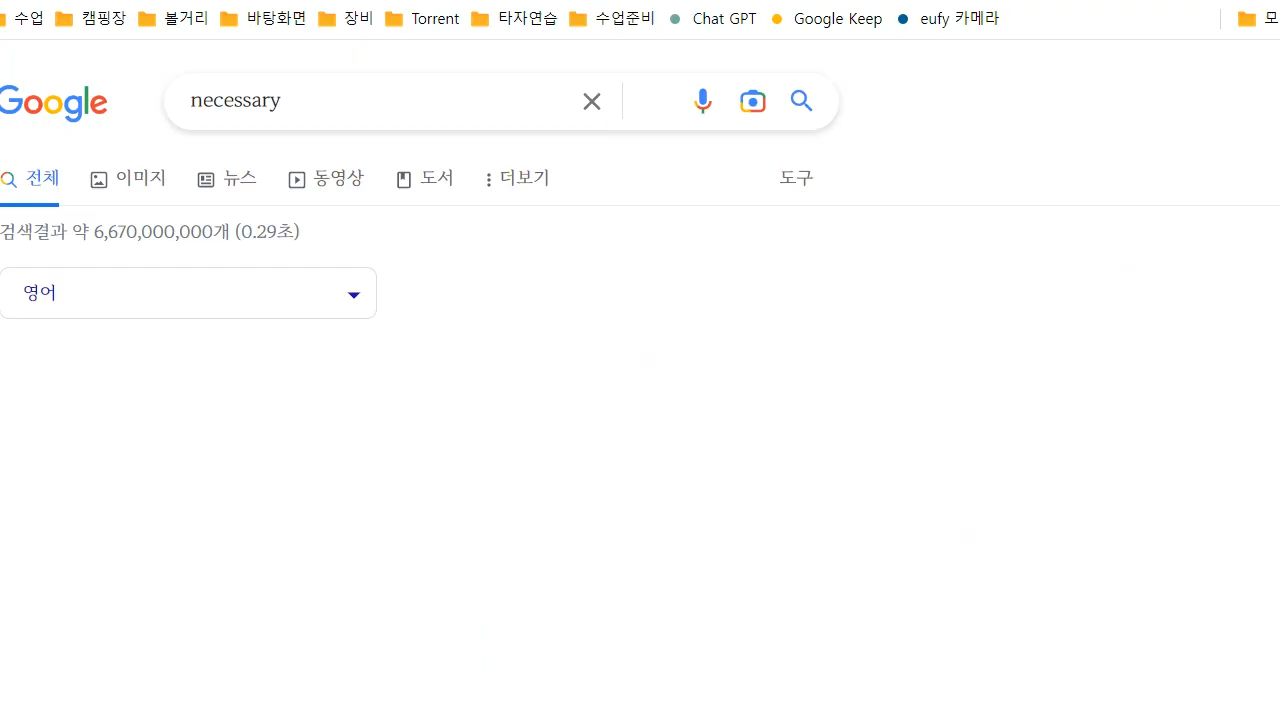 수업 캠핑장 볼거리 바탕화면 장비 Torrent 타자연습 수업준비 Chat GPT Google Keep eufy 카메라 모
Google necessary
전체 이미지 뉴스 동영상 도서 더보기 도구
검색결과 약 6,670,000,000개 (0.29초)
영어